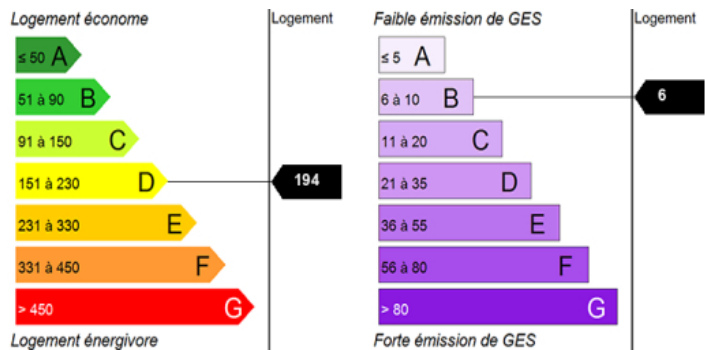 Logement économe
Logement
≤ 50 A
51 à 90 B
91 à 150 C
151 à 230 D
194
231 à 330 E
331 à 450 F
> 450 G
Logement énergivore
Faible émission de GES
Logement
≤ 5 A
6 à 10 B
6
11 à 20 C
21 à 35 D
36 à 55 E
56 à 80 F
> 80 G
Forte émission de GES